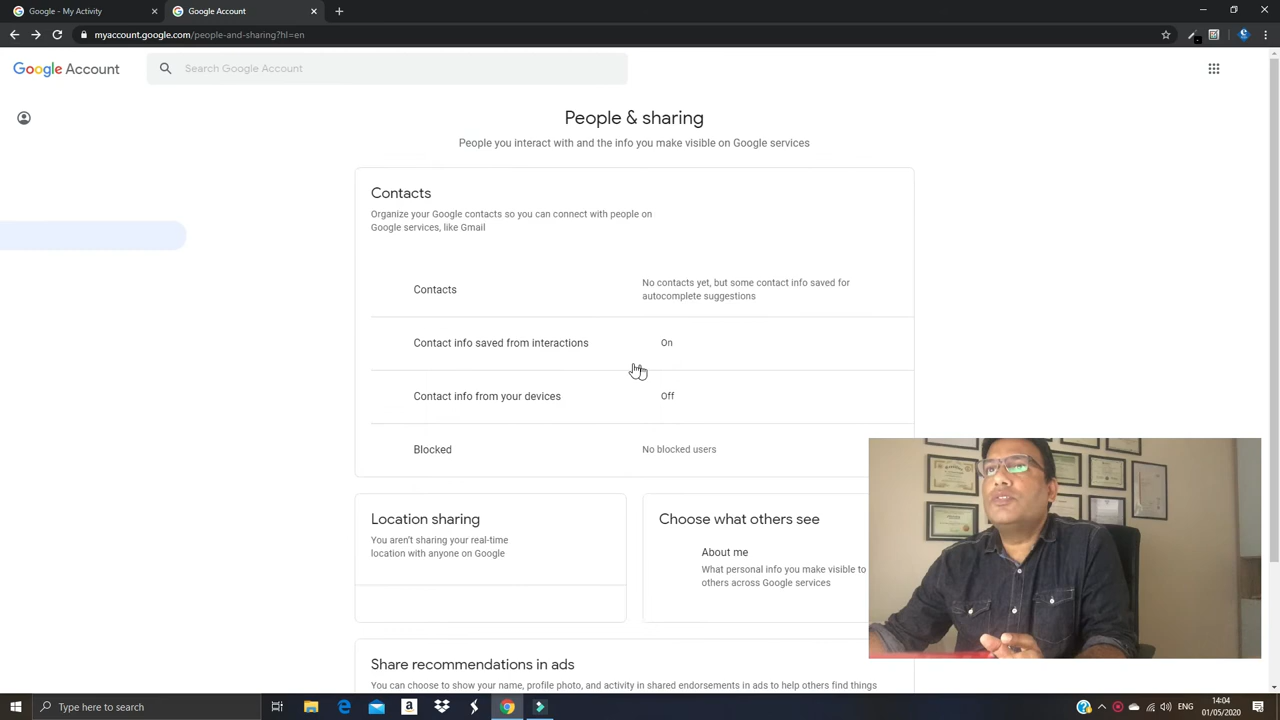 Google - My Activity
Google Account
myaccount.google.com/people-and-sharing?hl=en
Google Account
Search Google Account
People & sharing
People you interact with and the info you make visible on Google services
Contacts
Organize your Google contacts so you can connect with people on
Google services, like Gmail
Contacts
No contacts yet, but some contact info saved for
autocomplete suggestions
Contact info saved from interactions
On
Contact info from your devices
Off
Blocked
No blocked users
Location sharing
You aren't sharing your real-time
location with anyone on Google
Choose what others see
About me
What personal info you make visible to
others across Google services
Share recommendations in ads
You can choose to show your name, profile photo, and activity in shared endorsements in ads to help others find things
Type here to search
ENG
14:04
01/05/2020